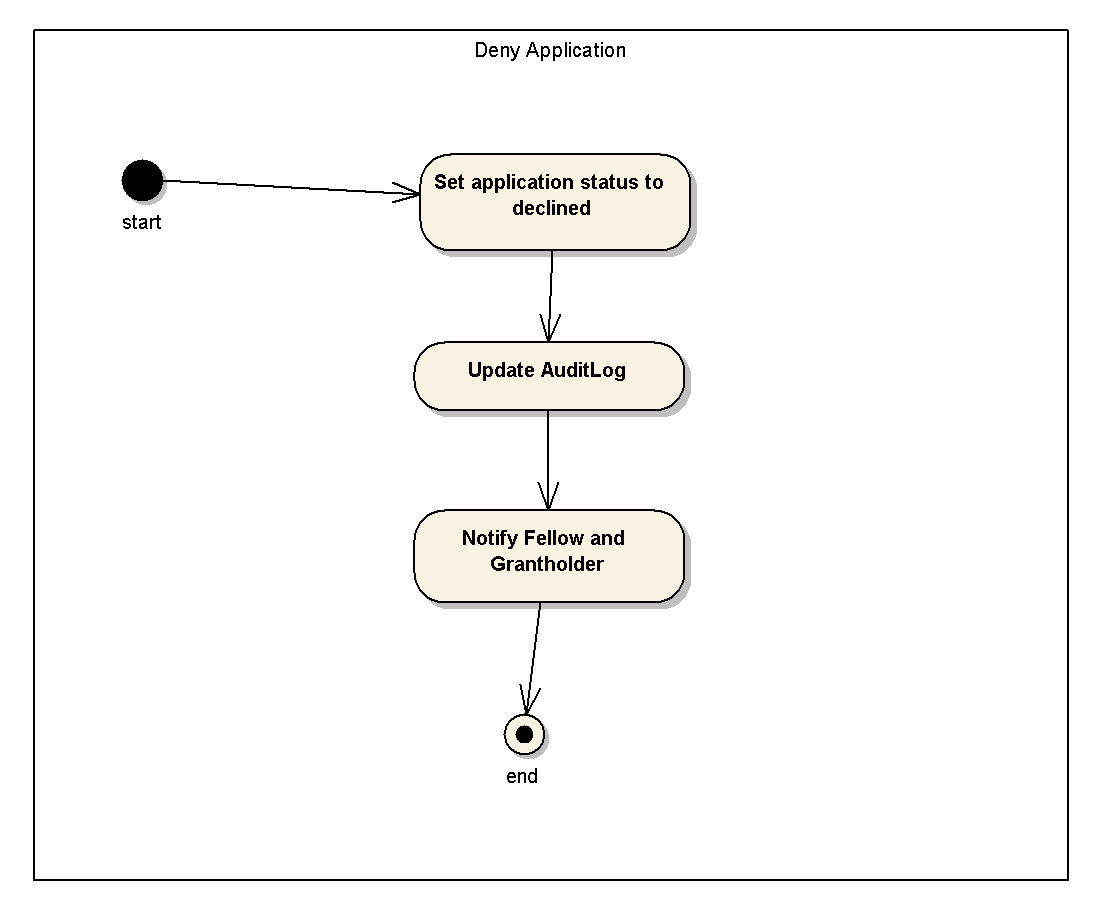 Deny Application
start
Set application status to
declined
Update AuditLog
Notify Fellow and
Grantholder
end